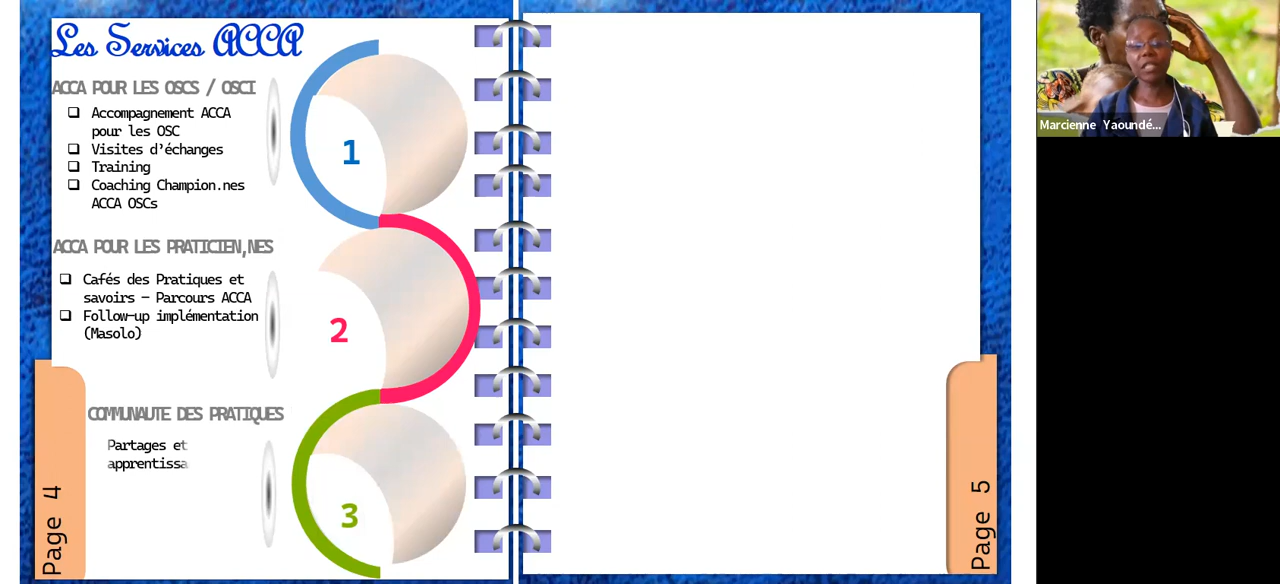 Les Services ACCA
ACCA POUR LES OSCS / OSCI
Accompagnement ACCA
pour les OSC
Visites d'échanges
Training
Coaching Champion.nes
ACCA OSCs
1
ACCA POUR LES PRATICIEN,NES
Cafés des Pratiques et
savoirs – Parcours ACCA
Follow-up implémentation
(Masolo)
2
COMMUNAUTE DES PRATIQUES
Partages et
apprentissa
3
Page 4
Page 5
Marcienne Yaoundé...